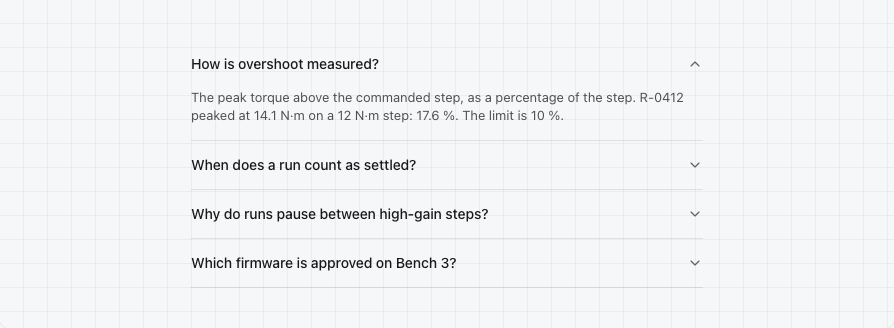 How is overshoot measured?
The peak torque above the commanded step, as a percentage of the step. R-0412
peaked at 14.1 N·m on a 12 N·m step: 17.6 %. The limit is 10 %.
When does a run count as settled?
Why do runs pause between high-gain steps?
Which firmware is approved on Bench 3?